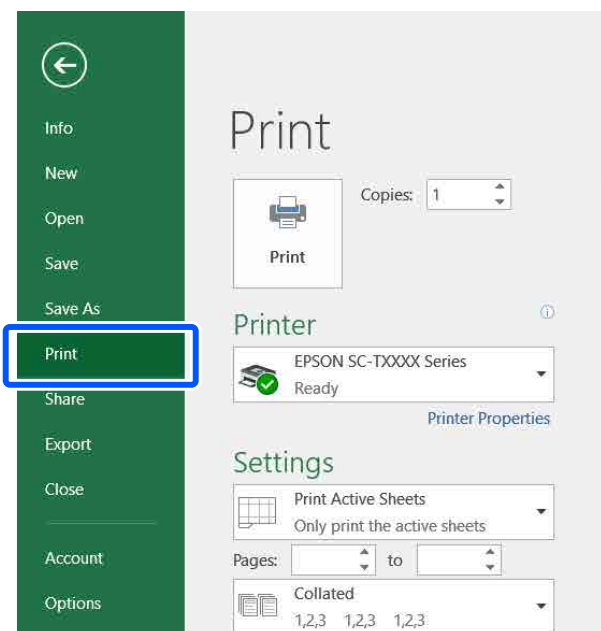 Info
New
Open
Save
Save As
Print
Share
Export
Close
Account
Options
Print
Copies: 1
Print
Printer
EPSON SC-TXXXX Series
Ready
Printer Properties
Settings
Print Active Sheets
Only print the active sheets
Pages: to
Collated
1,2,3 1,2,3 1,2,3